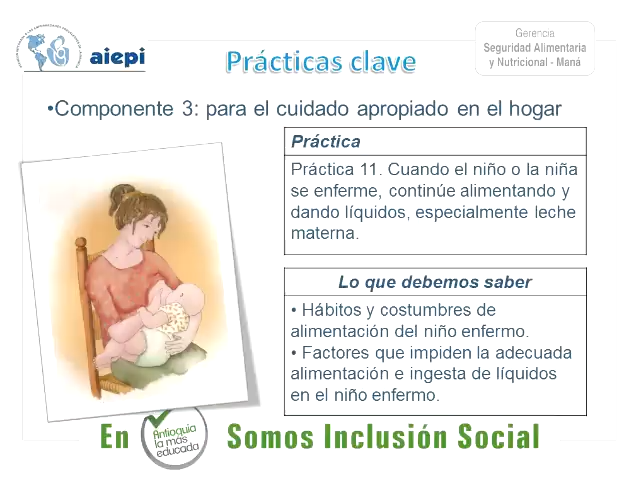 aiepi
Prácticas clave
Gerencia
Seguridad Alimentaria
y Nutricional - Maná
•Componente 3: para el cuidado apropiado en el hogar
Práctica
Práctica 11. Cuando el niño o la niña
se enferme, continúe alimentando y
dando líquidos, especialmente leche
materna.
Lo que debemos saber
• Hábitos y costumbres de
alimentación del niño enfermo.
• Factores que impiden la adecuada
alimentación e ingesta de líquidos
en el niño enfermo.
En
Antioquia
la más
educada
Somos Inclusión Social